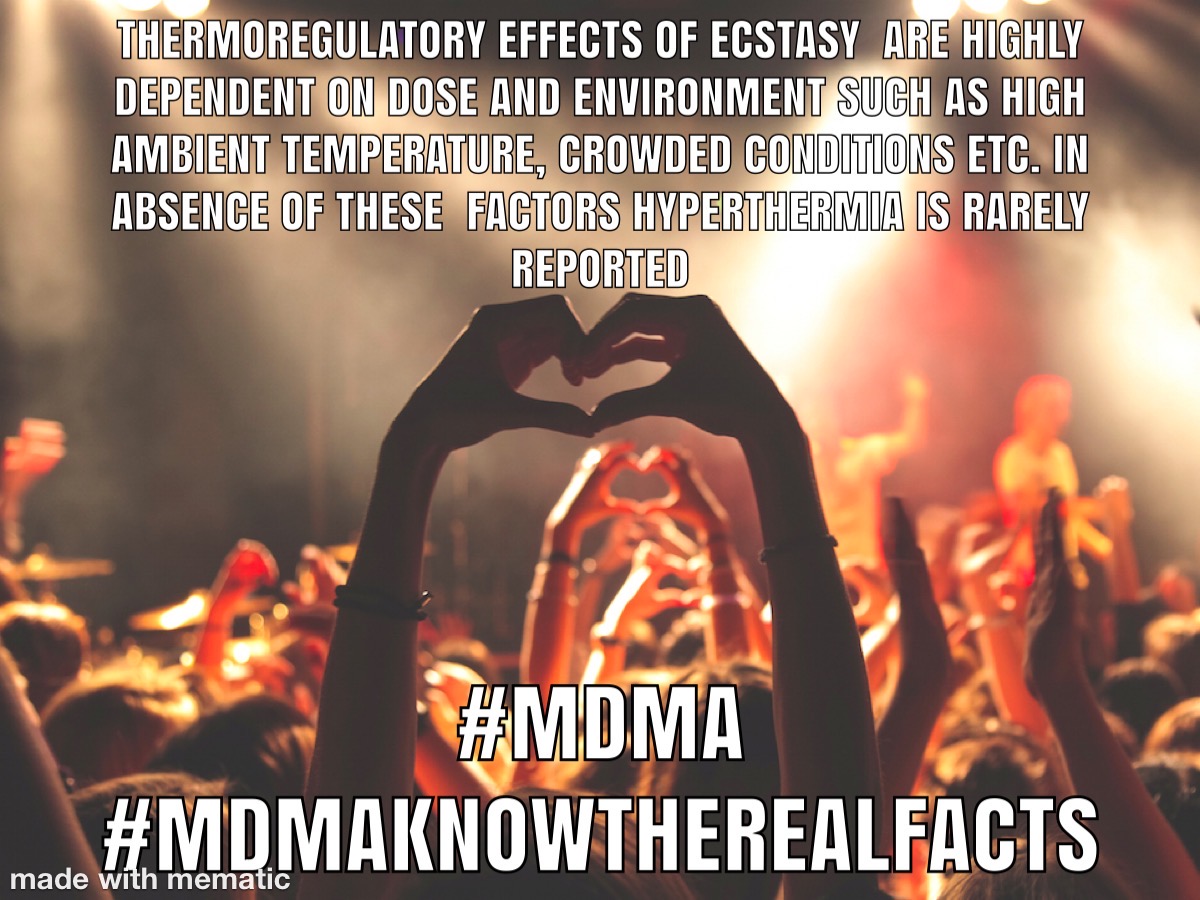 THERMOREGULATORY EFFECTS OF ECSTASY  ARE HIGHLY
DEPENDENT ON DOSE AND ENVIRONMENT SUCH AS HIGH
AMBIENT TEMPERATURE, CROWDED CONDITIONS ETC. IN
ABSENCE OF THESE  FACTORS HYPERTHERMIA IS RARELY
REPORTED
#MDMA
#MDMAKNOWTHEREALFACTS
made with mematic